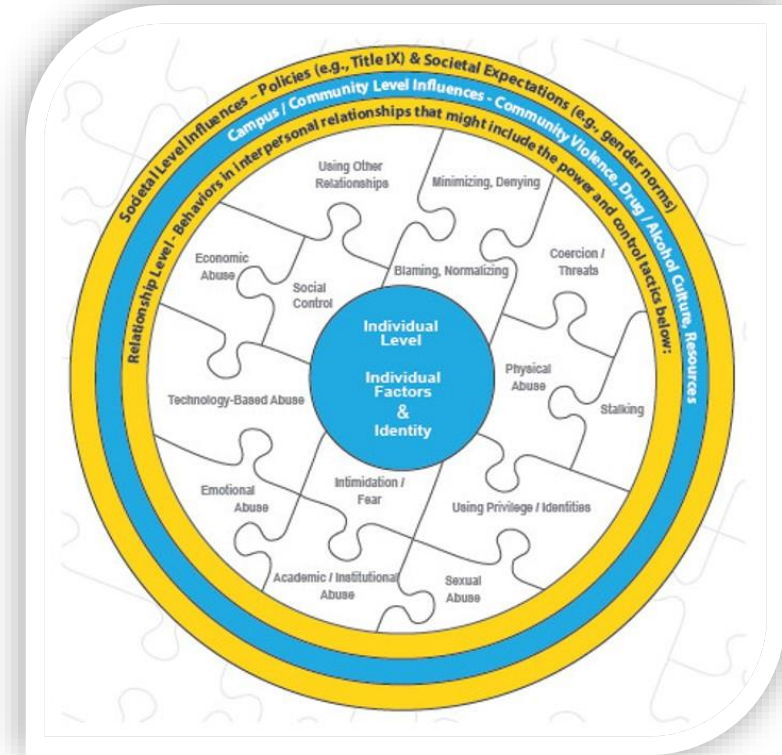 Societal Level Influences – Policies (e.g., Title IX) & Societal Expectations (e.g., gender norms)
Campus / Community Level Influences - Community Violence, Drug / Alcohol Culture, Resources
Relationship Level - Behaviors in interpersonal relationships that might include the power and control tactics below:
Using Other
Relationships
Minimizing, Denying
Blaming, Normalizing
Coercion /
Threats
Economic
Abuse
Social
Control
Individual
Level
Individual
Factors
&
Identity
Physical
Abuse
Stalking
Technology-Based Abuse
Emotional
Abuse
Intimidation /
Fear
Using Privilege / Identities
Academic / Institutional
Abuse
Sexual
Abuse